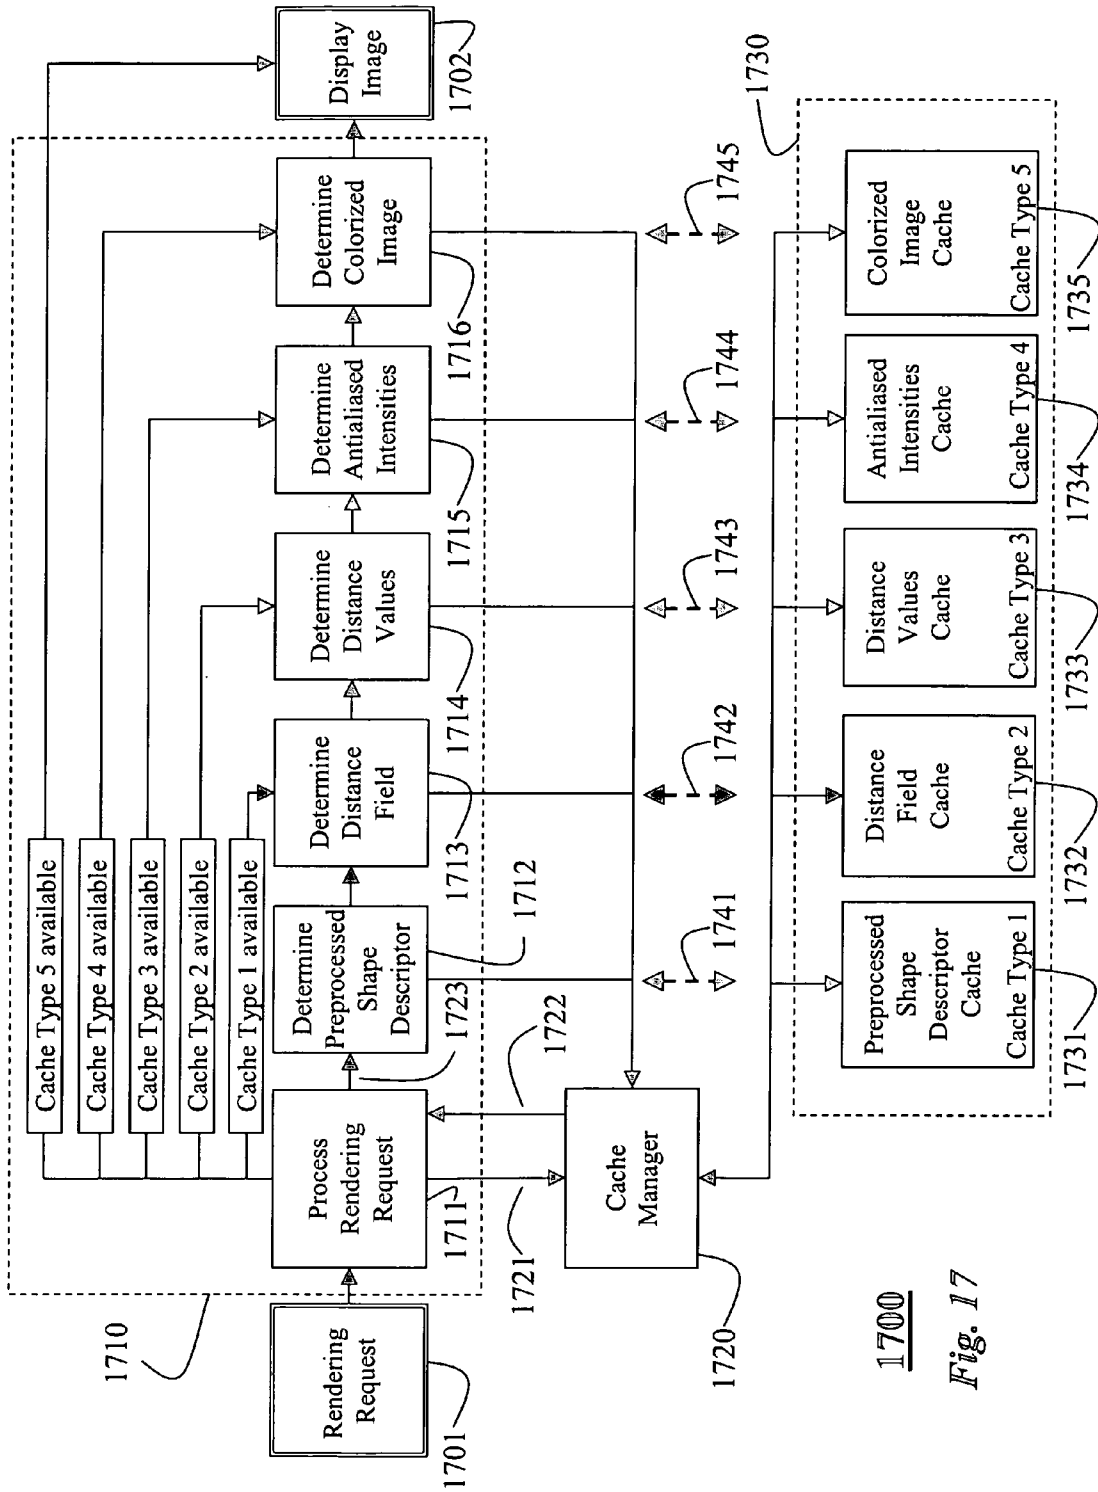 1710
Cache Type 5 available
Cache Type 4 available
Cache Type 3 available
Cache Type 2 available
Cache Type 1 available
Rendering
Request
1701
Process
Rendering
Request
1711
1723
Determine
Preprocessed
Shape
Descriptor
1712
Determine
Distance
Field
1713
Determine
Distance
Values
1714
Determine
Antialiased
Intensities
1715
Determine
Colorized
Image
1716
Display
Image
1702
1721
1722
Cache
Manager
1720
1741
1742
1743
1744
1745
1730
Preprocessed
Shape
Descriptor
Cache
Cache Type 1
1731
Distance
Field
Cache
Cache Type 2
1732
Distance
Values
Cache
Cache Type 3
1733
Antialiased
Intensities
Cache
Cache Type 4
1734
Colorized
Image
Cache
Cache Type 5
1735
1700
Fig. 17